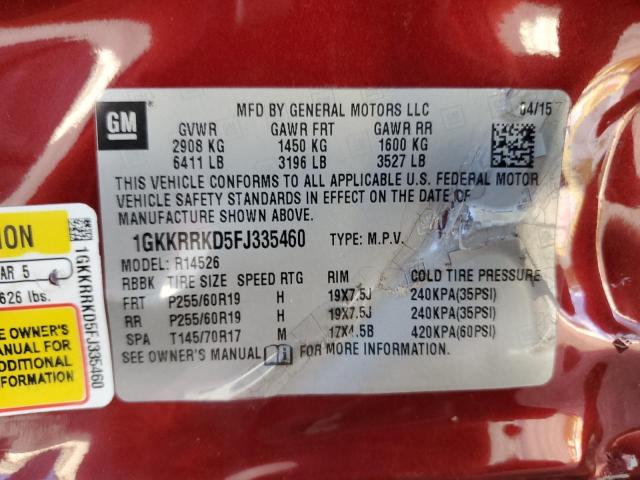 GM
MFD BY GENERAL MOTORS LLC 04/15
GVWR GAWR FRT GAWR RR
2908 KG 1450 KG 1600 KG
6411 LB 3196 LB 3527 LB
THIS VEHICLE CONFORMS TO ALL APPLICABLE U.S. FEDERAL MOTOR
VEHICLE SAFETY STANDARDS IN EFFECT ON THE DATE OF
MANUFACTURE SHOWN ABOVE.
1GKKRRKD5FJ335460 TYPE: M.P.V.
MODEL: R14526
RBBK TIRE SIZE SPEED RTG RIM COLD TIRE PRESSURE
FRT P255/60R19 H 19X7.5J 240KPA(35PSI)
RR P255/60R19 H 19X7.5J 240KPA(35PSI)
SPA T145/70R17 M 17X4.5B 420KPA(60PSI)
SEE OWNER'S MANUAL FOR MORE INFORMATION.
ION
AR 5
626 lbs.
EE OWNER'S
ANUAL FOR
ADDITIONAL
FORMATION
1GKKRRKD5FJ335460